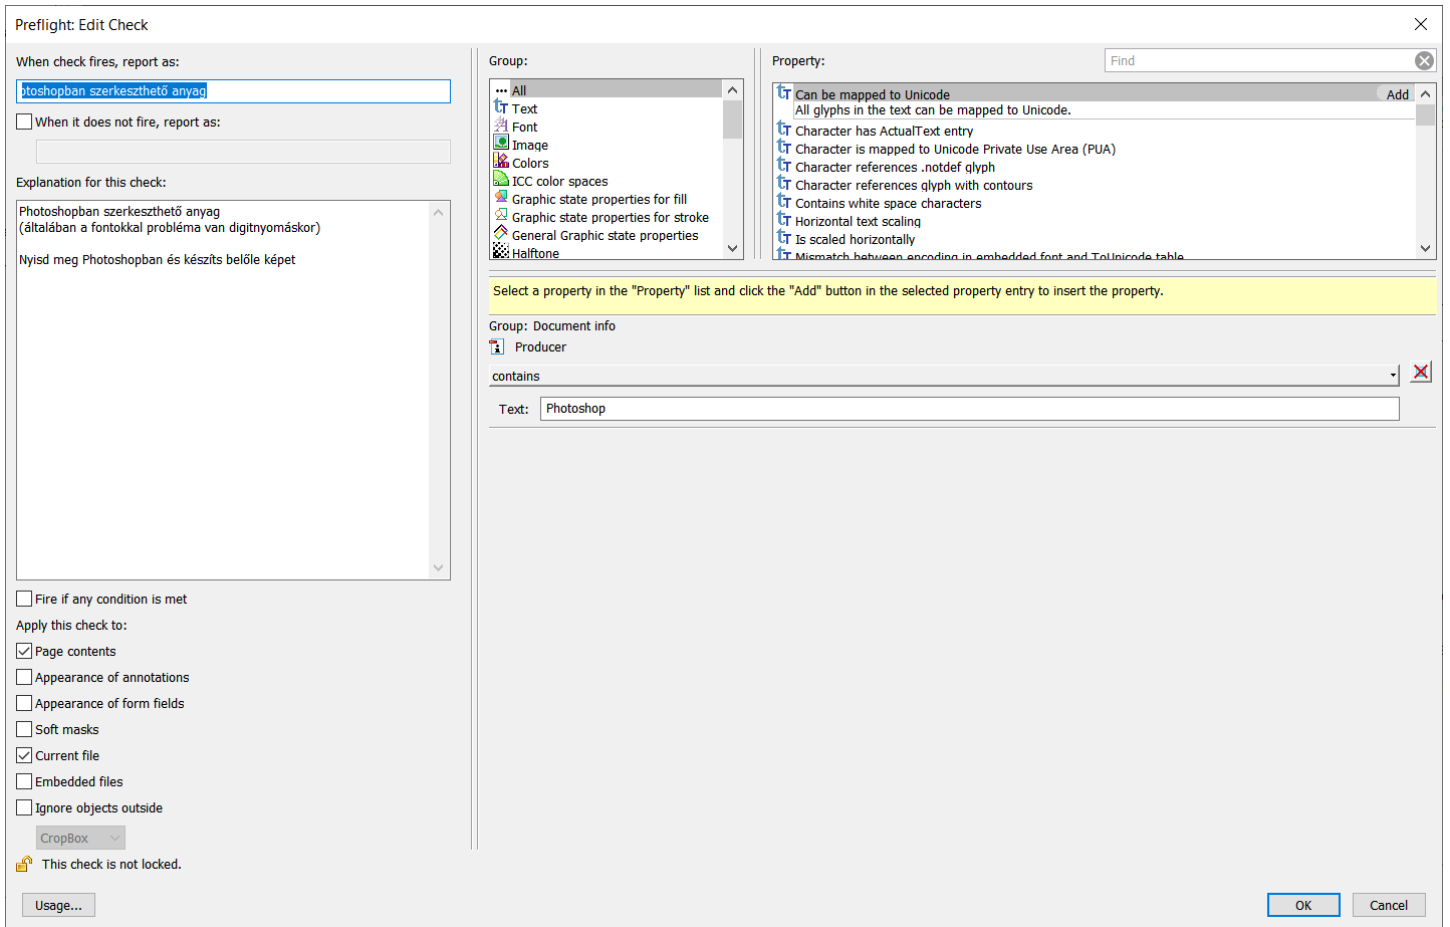 Preflight: Edit Check
When check fires, report as:
otoshopban szerkeszthető anyag
When it does not fire, report as:
Explanation for this check:
Photoshopban szerkeszthető anyag
(általában a fontokkal probléma van digitnyomáskor)
Nyisd meg Photoshopban és készíts belőle képet
Fire if any condition is met
Apply this check to:
Page contents
Appearance of annotations
Appearance of form fields
Soft masks
Current file
Embedded files
Ignore objects outside
CropBox
This check is not locked.
Usage...
Group:
All
Text
Font
Image
Colors
ICC color spaces
Graphic state properties for fill
Graphic state properties for stroke
General Graphic state properties
Halftone
Property:
Find
Can be mapped to Unicode
Add
All glyphs in the text can be mapped to Unicode.
Character has ActualText entry
Character is mapped to Unicode Private Use Area (PUA)
Character references .notdef glyph
Character references glyph with contours
Contains white space characters
Horizontal text scaling
Is scaled horizontally
Mismatch between encoding in embedded font and ToUnicode table
Select a property in the "Property" list and click the "Add" button in the selected property entry to insert the property.
Group: Document info
Producer
contains
Text: Photoshop
OK
Cancel